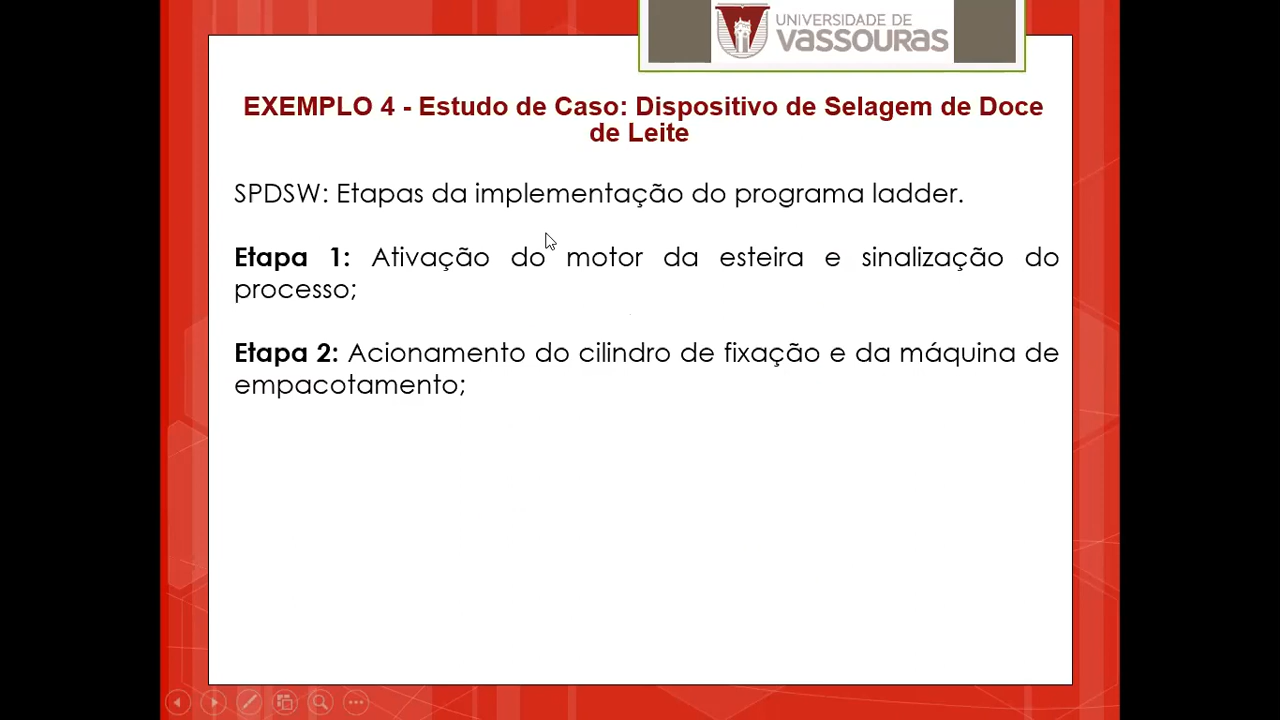 UNIVERSIDADE DE
VASSOURAS
EXEMPLO 4 - Estudo de Caso: Dispositivo de Selagem de Doce
de Leite
SPDSW: Etapas da implementação do programa ladder.
Etapa 1: Ativação do motor da esteira e sinalização do
processo;
Etapa 2: Acionamento do cilindro de fixação e da máquina de
empacotamento;